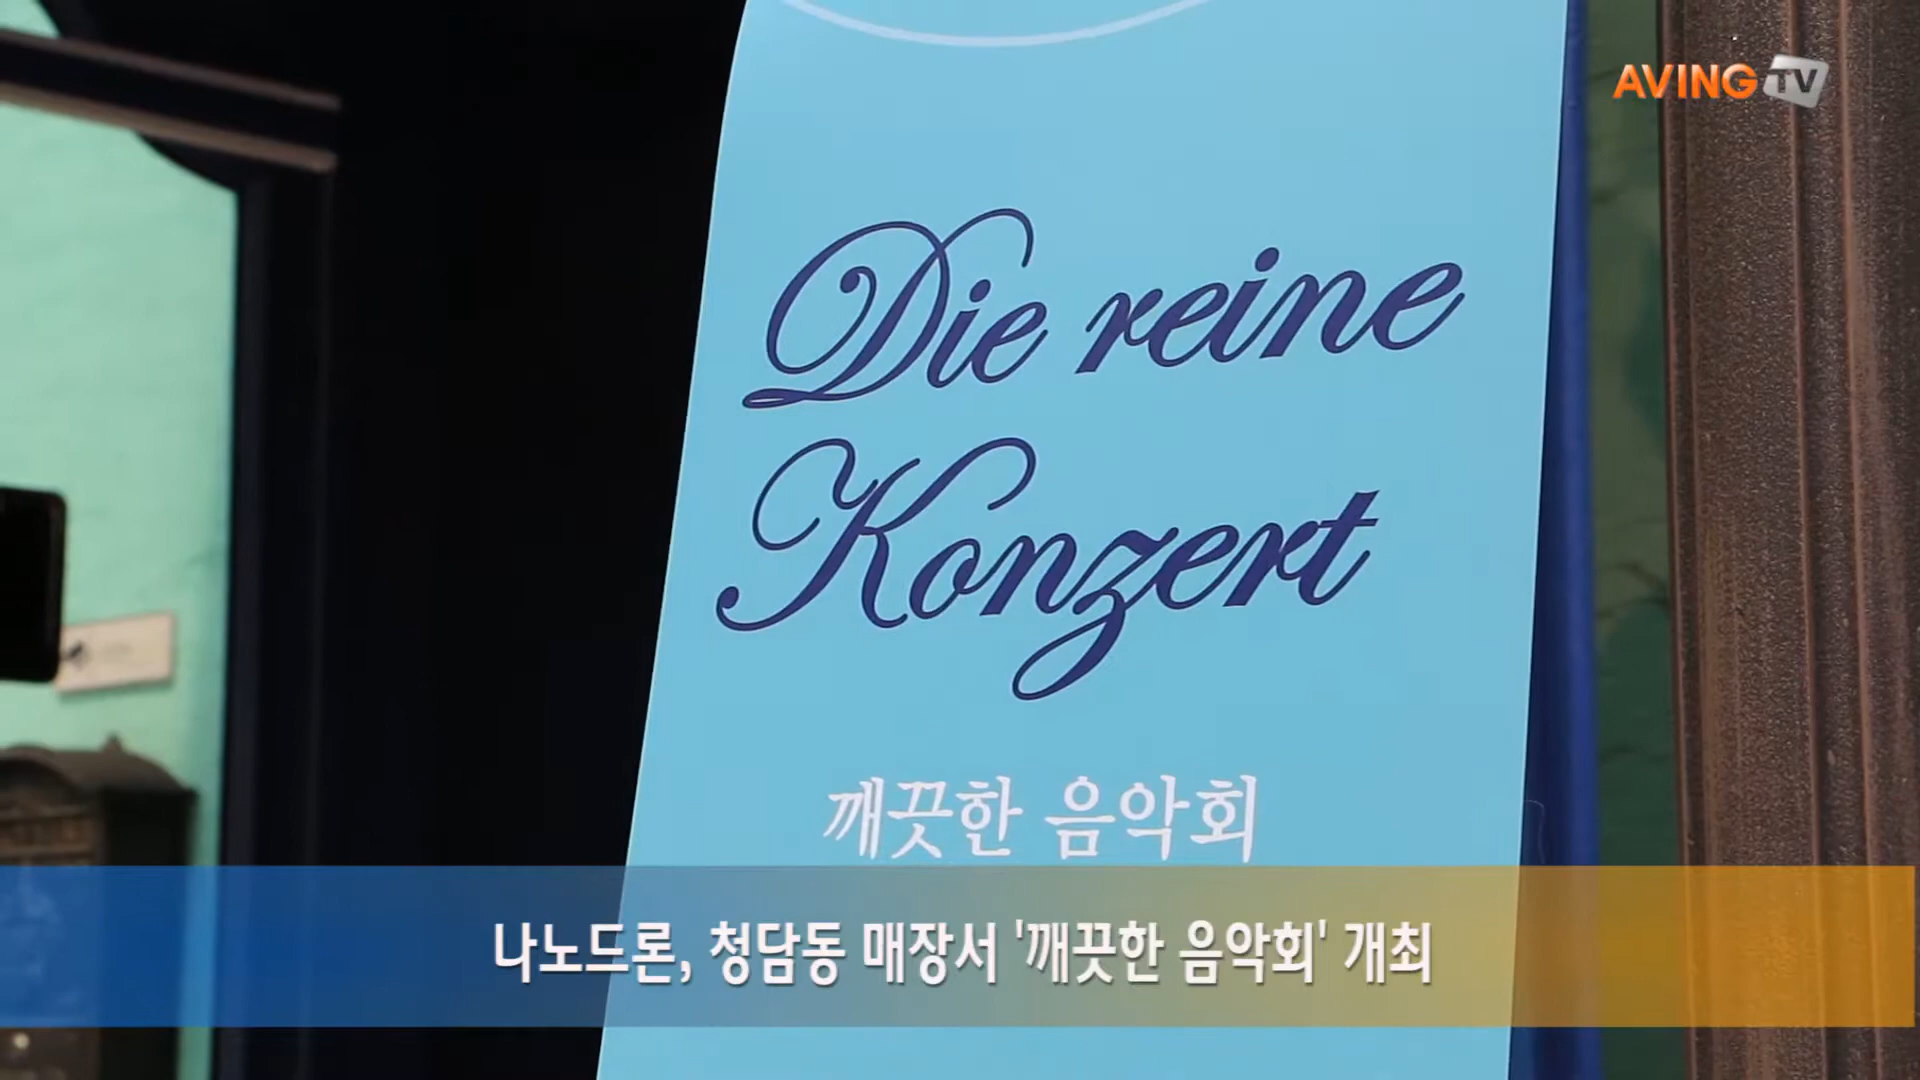 AVING TV
Die reine
Konzert
깨끗한 음악회
나노드론, 청담동 매장서 '깨끗한 음악회' 개최